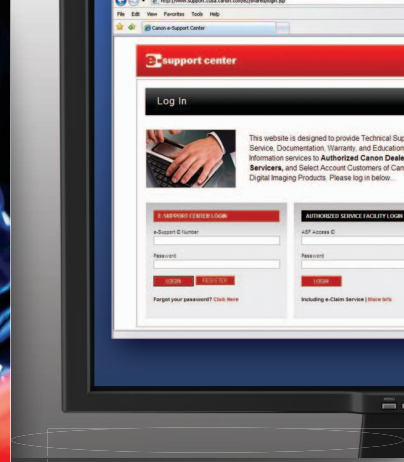 File Edit View Favorites Tools Help
Canon e-Support Center
e-support center
Log In
This website is designed to provide Technical Sup
Service, Documentation, Warranty, and Education
Information services to Authorized Canon Deale
Servicers, and Select Account Customers of Can
Digital Imaging Products. Please log in below...
E-SUPPORT CENTER LOGIN
e-Support ID Number
Password
LOGIN REGISTER
Forgot your password? Click Here
AUTHORIZED SERVICE FACILITY LOGIN
ASF Access ID
Password
LOGIN
Including e-Claim Service | More Info